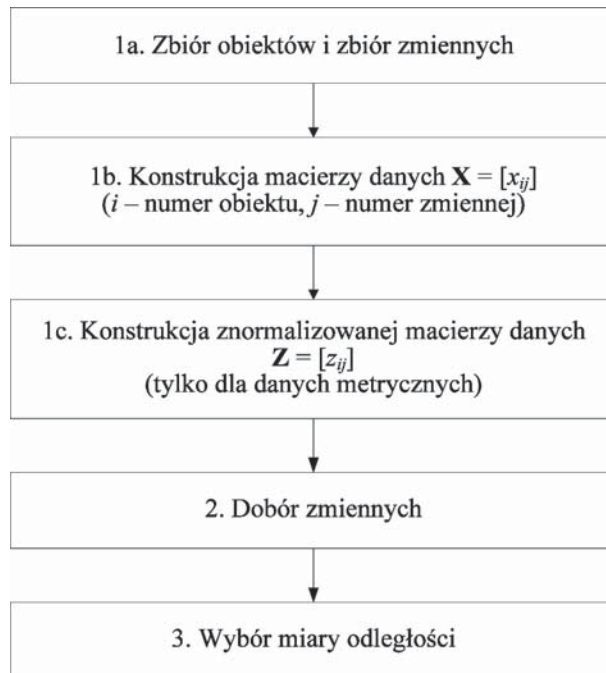 1a. Zbiór obiektów i zbiór zmiennych
1b. Konstrukcja macierzy danych X = [xij]
(i – numer obiektu, j – numer zmiennej)
1c. Konstrukcja znormalizowanej macierzy danych
Z = [zij]
(tylko dla danych metrycznych)
2. Dobór zmiennych
3. Wybór miary odległości